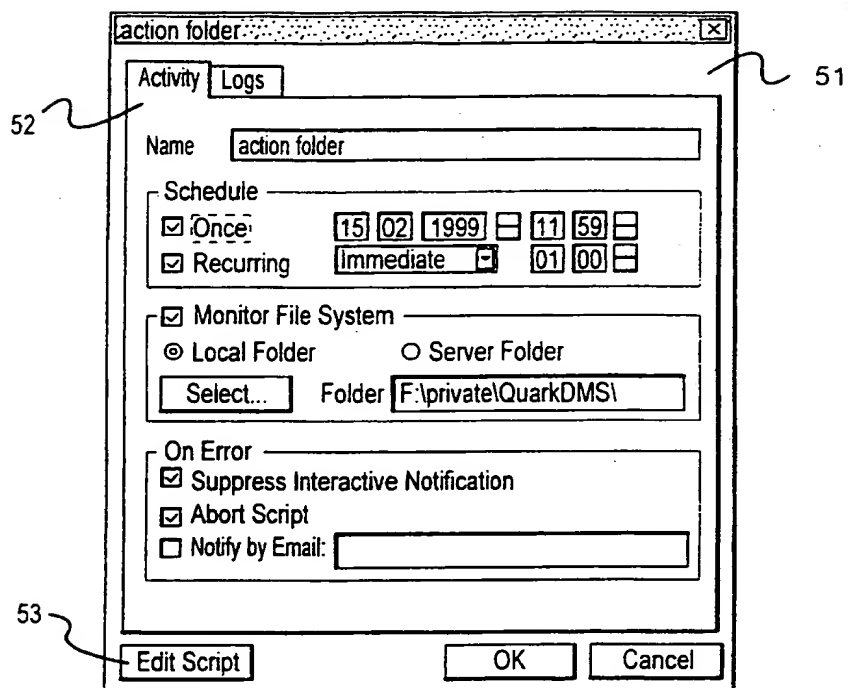 action folder
51
Activity Logs
52
Name action folder
Schedule
Once 15 02 1999 11 59
Recurring Immediate 01 00
Monitor File System
Local Folder Server Folder
Select... Folder F:\private\QuarkDMS\
On Error
Suppress Interactive Notification
Abort Script
Notify by Email:
53
Edit Script OK Cancel